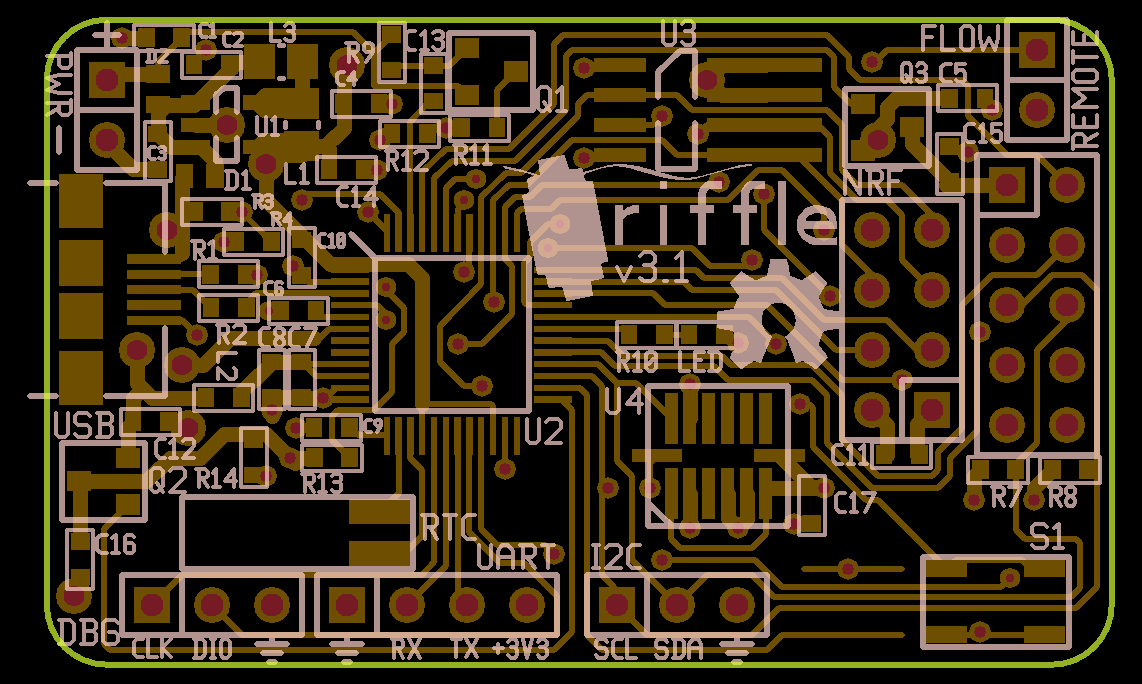 + C1 L3 U3 FLOW
D2 C2 R9 C13 REMOTE
PWR C4 Q1 Q3 C5
U1 C15
- C3 R12 R11
D1 L1 C14 NRF
R3 riffle
R4
R1 C10 v3.1
C6
R2 C8 C7 R10 LED
L2 U4
USB C9 U2
C12 C11
R14 R13 Q2 R7 R8
C17
RTC S1
C16 UART I2C
DBG CLK DIO RX TX +3V3 SCL SDA